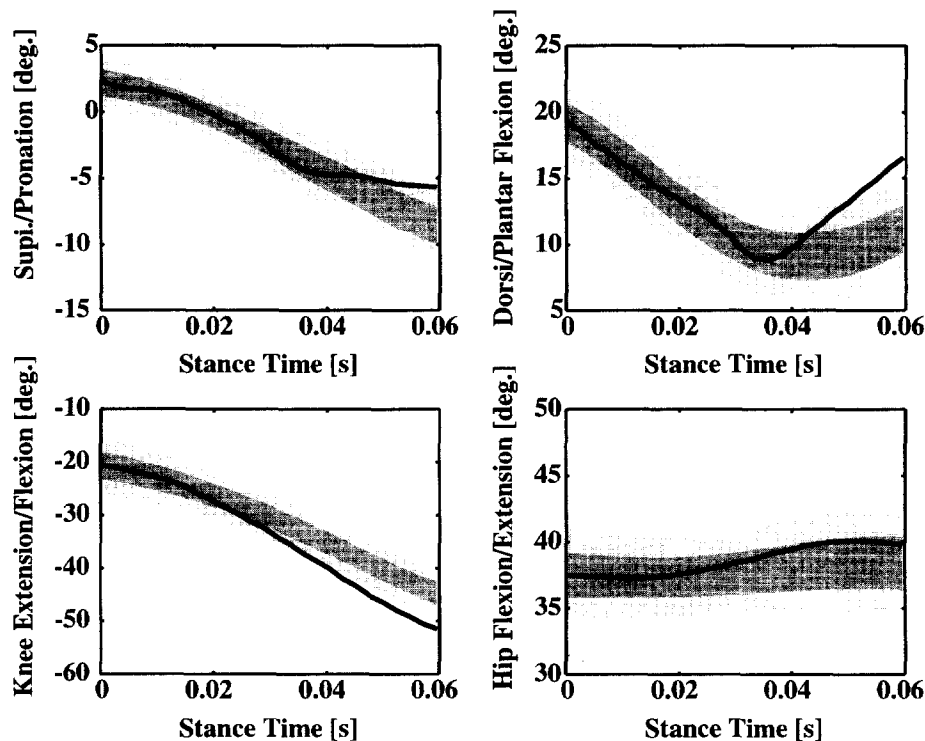 Supi./Pronation [deg.]
5
0
-5
-10
-15
0 0.02 0.04 0.06
Stance Time [s]
Dorsi/Plantar Flexion [deg.]
25
20
15
10
5
0 0.02 0.04 0.06
Stance Time [s]
Knee Extension/Flexion [deg.]
-10
-20
-30
-40
-50
-60
0 0.02 0.04 0.06
Stance Time [s]
Hip Flexion/Extension [deg.]
50
45
40
35
30
0 0.02 0.04 0.06
Stance Time [s]